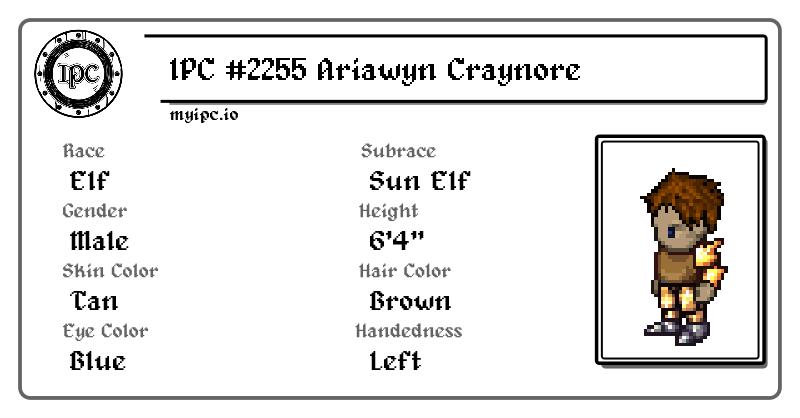 IPC
IPC #2255 Ariawyn Craynore
myipc.io
Race
Elf
Subrace
Sun Elf
Gender
Male
Height
6'4"
Skin Color
Tan
Hair Color
Brown
Eye Color
Blue
Handedness
Left